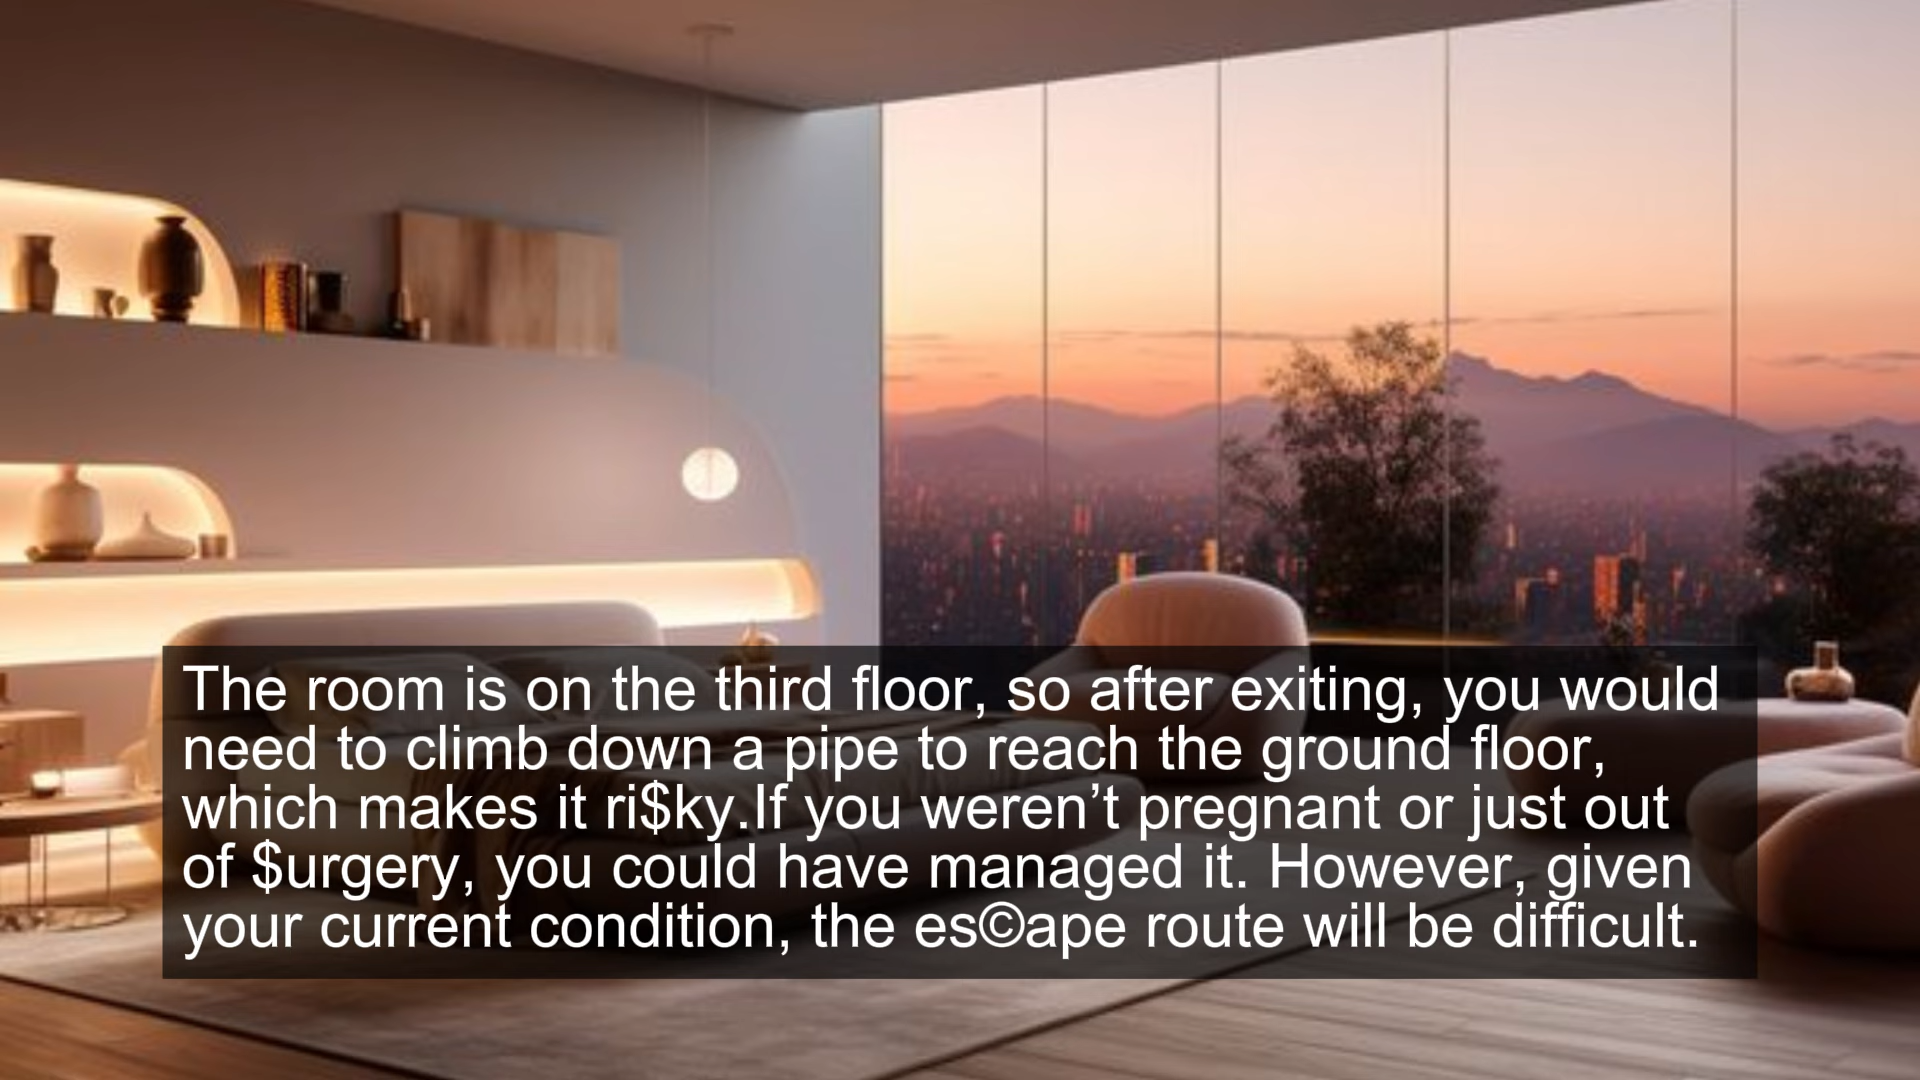 The room is on the third floor, so after exiting, you would
need to climb down a pipe to reach the ground floor,
which makes it ri$ky.If you weren’t pregnant or just out
of $urgery, you could have managed it. However, given
your current condition, the es©ape route will be difficult.